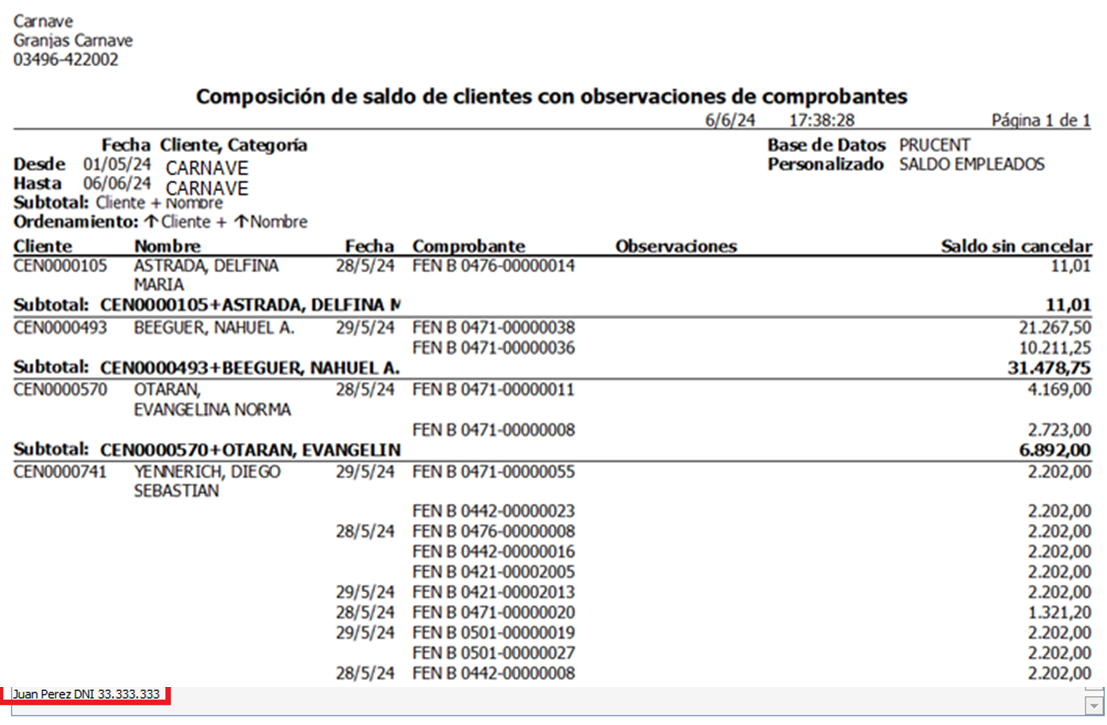 Carnave
Granjas Carnave
03496-422002
Composición de saldo de clientes con observaciones de comprobantes
6/6/24 17:38:28 Página 1 de 1
Fecha Cliente, Categoría Base de Datos PRUCENT
Desde 01/05/24 CARNAVE Personalizado SALDO EMPLEADOS
Hasta 06/06/24 CARNAVE
Subtotal: Cliente + Nombre
Ordenamiento: ↑Cliente + ↑Nombre
Cliente Nombre Fecha Comprobante Observaciones Saldo sin cancelar
CEN0000105 ASTRADA, DELFINA 28/5/24 FEN B 0476-00000014 11,01
MARIA
Subtotal: CEN0000105+ASTRADA, DELFINA M 11,01
CEN0000493 BEEGUER, NAHUEL A. 29/5/24 FEN B 0471-00000038 21.267,50
FEN B 0471-00000036 10.211,25
Subtotal: CEN0000493+BEEGUER, NAHUEL A. 31.478,75
CEN0000570 OTARAN, 28/5/24 FEN B 0471-00000011 4.169,00
EVANGELINA NORMA
FEN B 0471-00000008 2.723,00
Subtotal: CEN0000570+OTARAN, EVANGELIN 6.892,00
CEN0000741 YENNERICH, DIEGO 29/5/24 FEN B 0471-00000055 2.202,00
SEBASTIAN
FEN B 0442-00000023 2.202,00
28/5/24 FEN B 0476-00000008 2.202,00
FEN B 0442-00000016 2.202,00
FEN B 0421-00002005 2.202,00
29/5/24 FEN B 0421-00002013 2.202,00
28/5/24 FEN B 0471-00000020 1.321,20
29/5/24 FEN B 0501-00000019 2.202,00
FEN B 0501-00000027 2.202,00
28/5/24 FEN B 0442-00000008 2.202,00
Juan Perez DNI 33.333.333